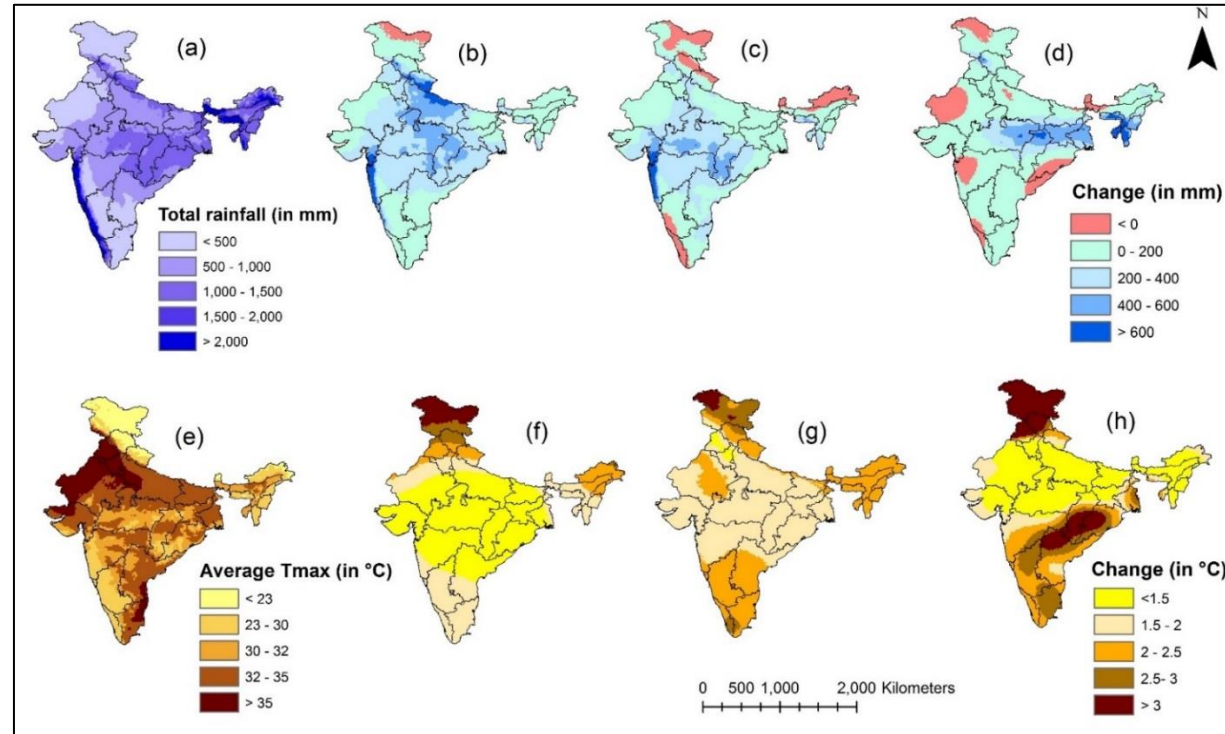 N
(a)
(b)
(c)
(d)
Total rainfall (in mm)
< 500
500 - 1,000
1,000 - 1,500
1,500 - 2,000
> 2,000
Change (in mm)
< 0
0 - 200
200 - 400
400 - 600
> 600
(e)
(f)
(g)
(h)
Average Tmax (in °C)
< 23
23 - 30
30 - 32
32 - 35
> 35
0 500 1,000 2,000 Kilometers
Change (in °C)
<1.5
1.5 - 2
2 - 2.5
2.5- 3
> 3